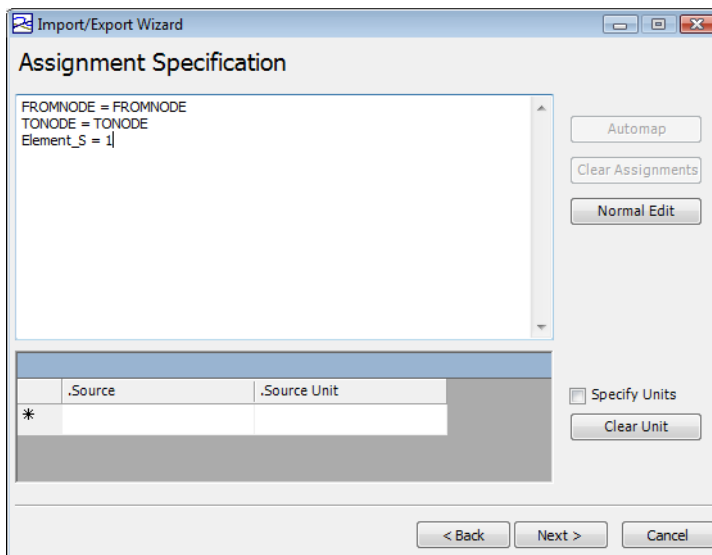 Import/Export Wizard
Assignment Specification
FROMNODE = FROMNODE
TONODE = TONODE
Element_S = 1
Automap
Clear Assignments
Normal Edit
.Source
.Source Unit
*
Specify Units
Clear Unit
< Back
Next >
Cancel